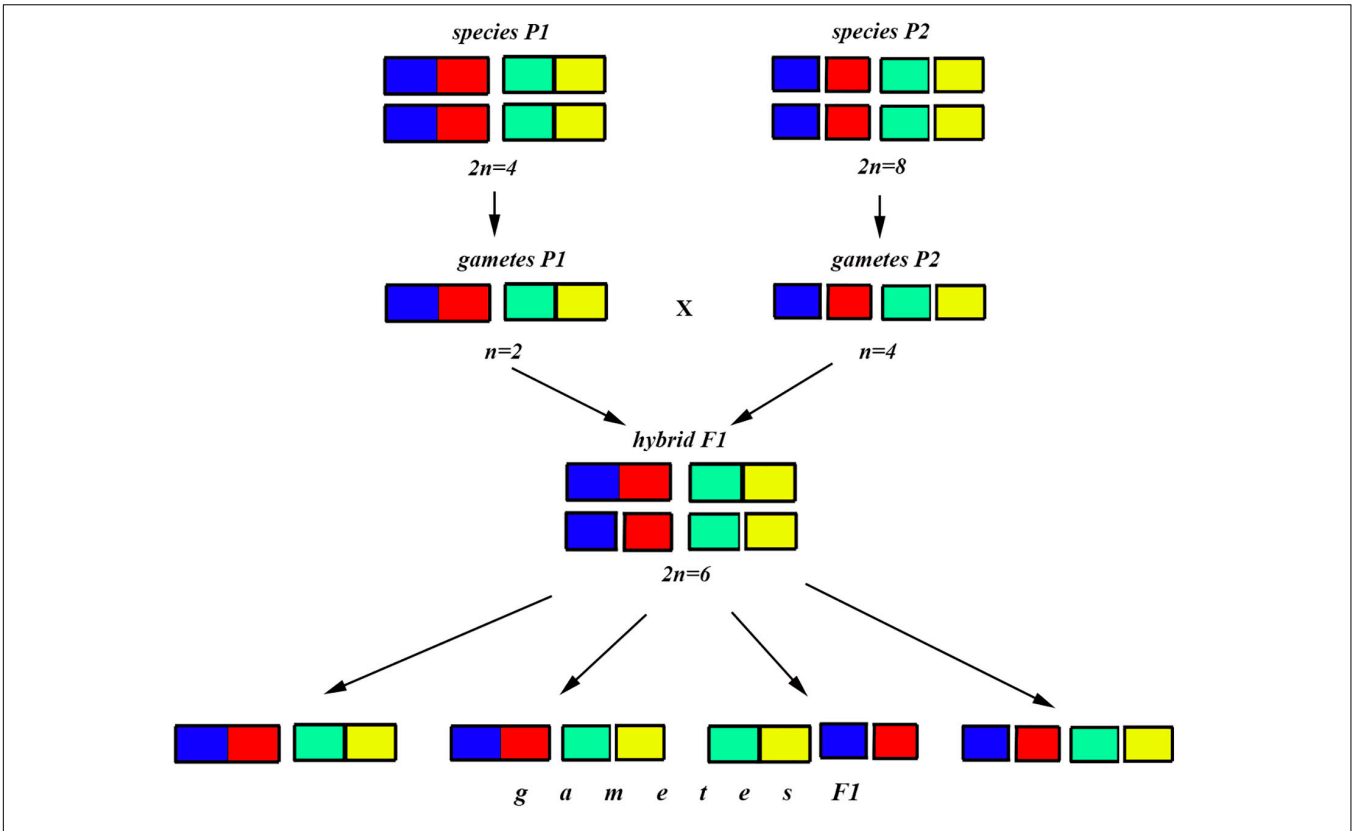 species P1
species P2
2n=4
2n=8
gametes P1
gametes P2
X
n=2
n=4
hybrid F1
2n=6
g a m e t e s F1